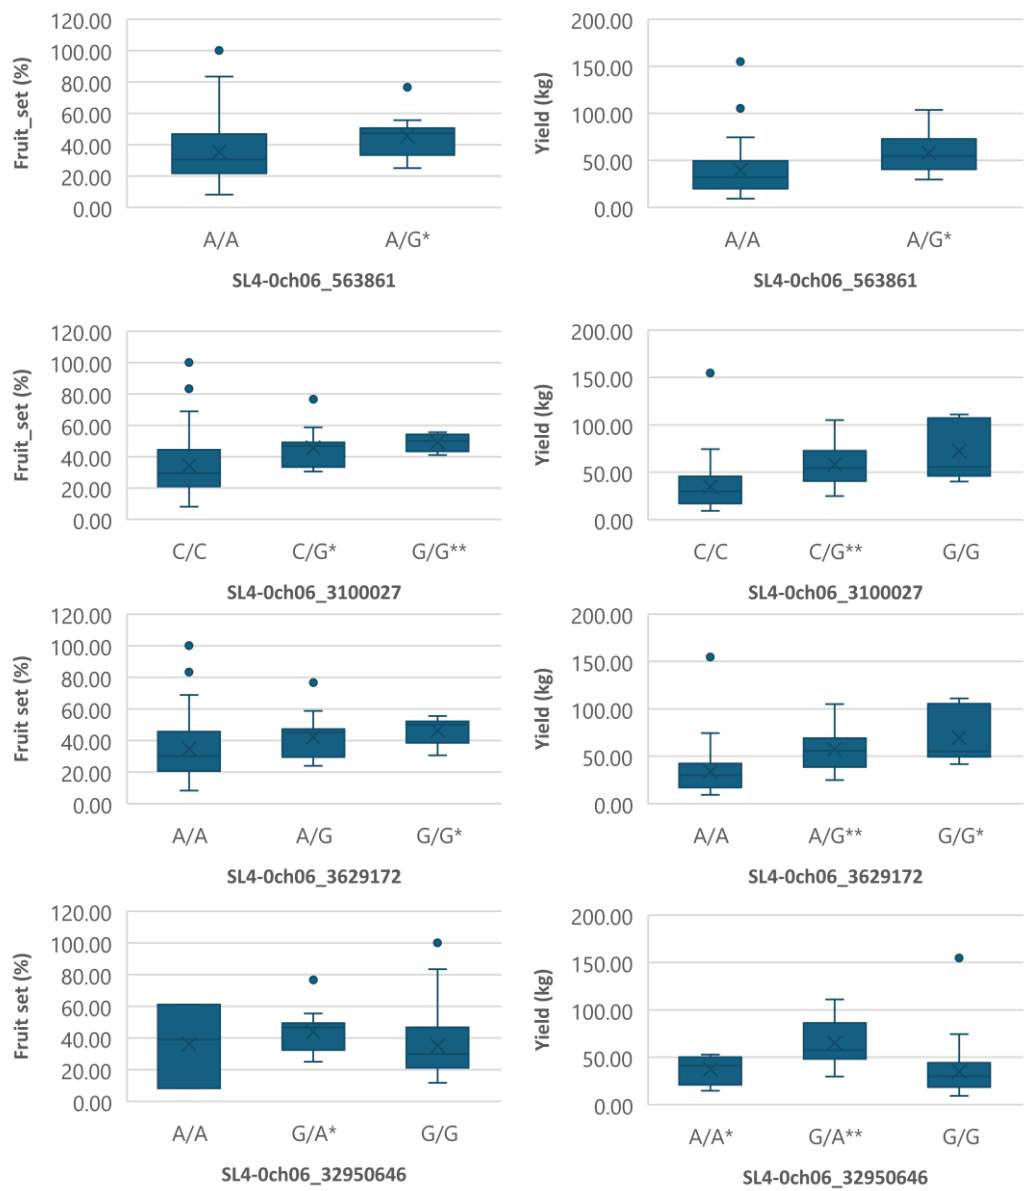 Fruit_set (%)
120.00
100.00
80.00
60.00
40.00
20.00
0.00
A/A A/G*
SL4-0ch06_563861
Yield (kg)
200.00
150.00
100.00
50.00
0.00
A/A A/G*
SL4-0ch06_563861
Fruit_set (%)
120.00
100.00
80.00
60.00
40.00
20.00
0.00
C/C C/G* G/G**
SL4-0ch06_3100027
Yield (kg)
200.00
150.00
100.00
50.00
0.00
C/C C/G** G/G
SL4-0ch06_3100027
Fruit set (%)
120.00
100.00
80.00
60.00
40.00
20.00
0.00
A/A A/G G/G*
SL4-0ch06_3629172
Yield (kg)
200.00
150.00
100.00
50.00
0.00
A/A A/G** G/G*
SL4-0ch06_3629172
Fruit set (%)
120.00
100.00
80.00
60.00
40.00
20.00
0.00
A/A G/A* G/G
SL4-0ch06_32950646
Yield (kg)
200.00
150.00
100.00
50.00
0.00
A/A* G/A** G/G
SL4-0ch06_32950646